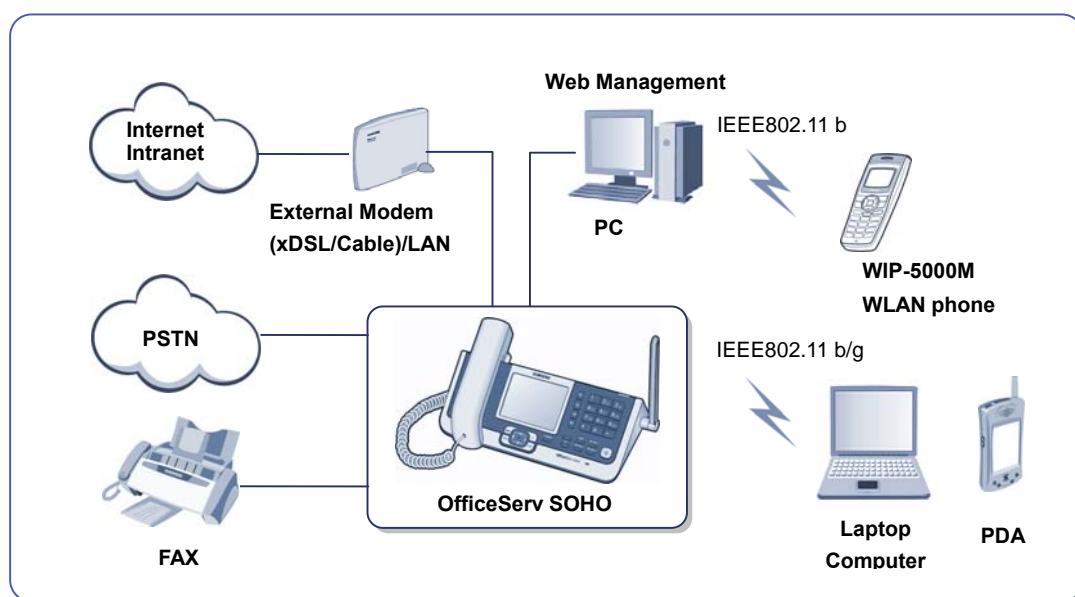 Web Management
IEEE802.11 b
Internet
Intranet
External Modem
(xDSL/Cable)/LAN
PC
WIP-5000M
WLAN phone
PSTN
IEEE802.11 b/g
OfficeServ SOHO
FAX
Laptop
Computer
PDA